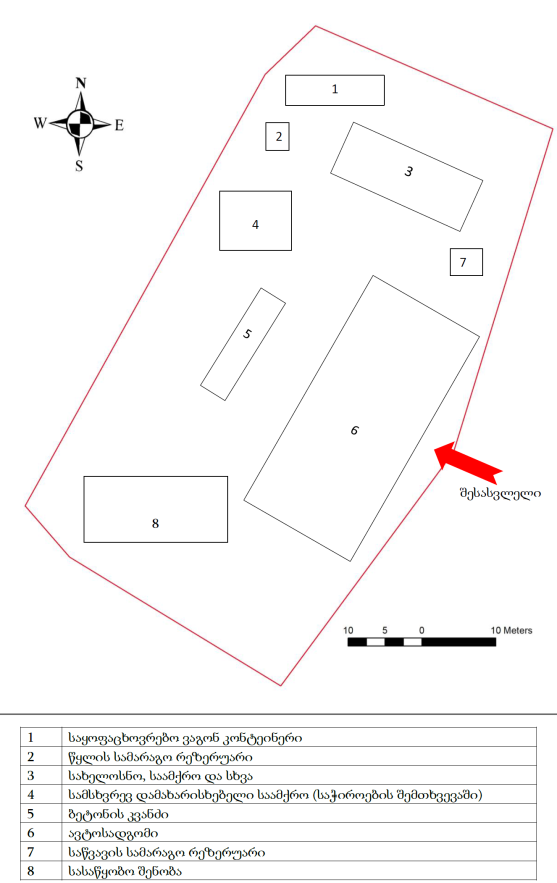 N
W E
S
1
2
3
4
7
5
6
შესასვლელი
8
10 5 0 10 Meters
1 საყოფაცხოვრებო ვაგონ კონტეინერი
2 წყლის სამარაგო რეზერუარი
3 სახელოსნო, საამქრო და სხვა
4 სამსხვრევ დამახარისხებელი საამქრო (საჭიროების შემთხვევაში)
5 ბეტონის კვანძი
6 ავტოსადგომი
7 საწვავის სამარაგო რეზერუარი
8 სასაწყობო შენობა